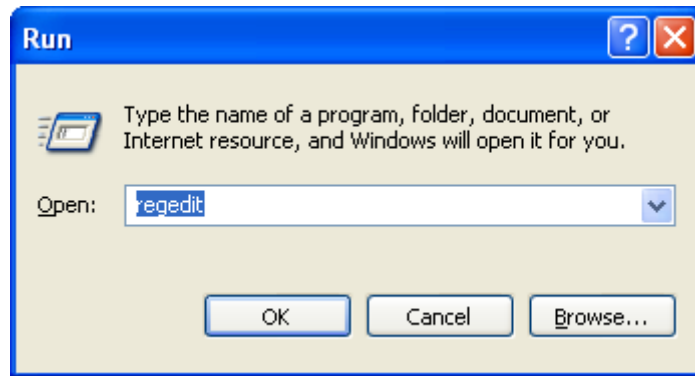 Run
Type the name of a program, folder, document, or
Internet resource, and Windows will open it for you.
Open: regedit
OK Cancel Browse...